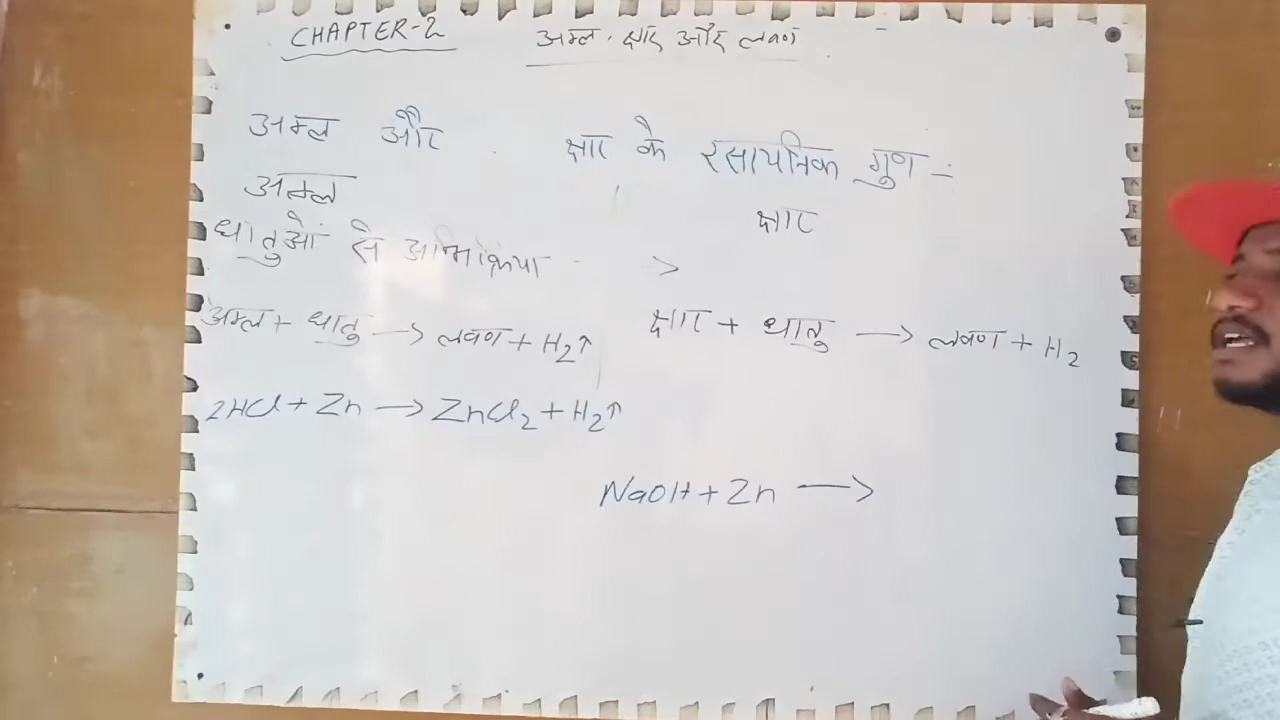 CHAPTER-2 अम्ल, क्षार और लवण
अम्ल और क्षार के रसायनिक गुण -
अम्ल क्षार
धातुओं से अभिक्रिया >
अम्ल + धातु → लवण + H₂↑ क्षार + धातु → लवण + H₂
2HCl + Zn → ZnCl₂ + H₂↑
NaOH + Zn →